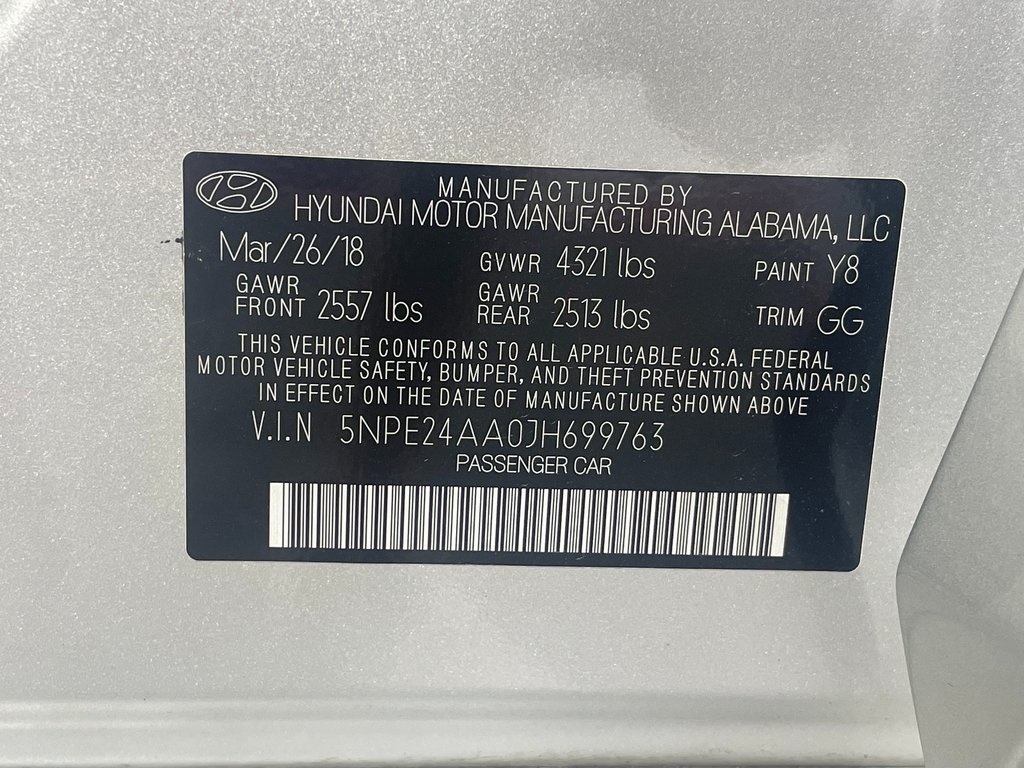 MANUFACTURED BY
HYUNDAI MOTOR MANUFACTURING ALABAMA, LLC
Mar/26/18 GVWR 4321 lbs PAINT Y8
GAWR FRONT 2557 lbs GAWR REAR 2513 lbs TRIM GG
THIS VEHICLE CONFORMS TO ALL APPLICABLE U.S.A. FEDERAL
MOTOR VEHICLE SAFETY, BUMPER, AND THEFT PREVENTION STANDARDS
IN EFFECT ON THE DATE OF MANUFACTURE SHOWN ABOVE
V.I.N 5NPE24AA0JH699763
PASSENGER CAR